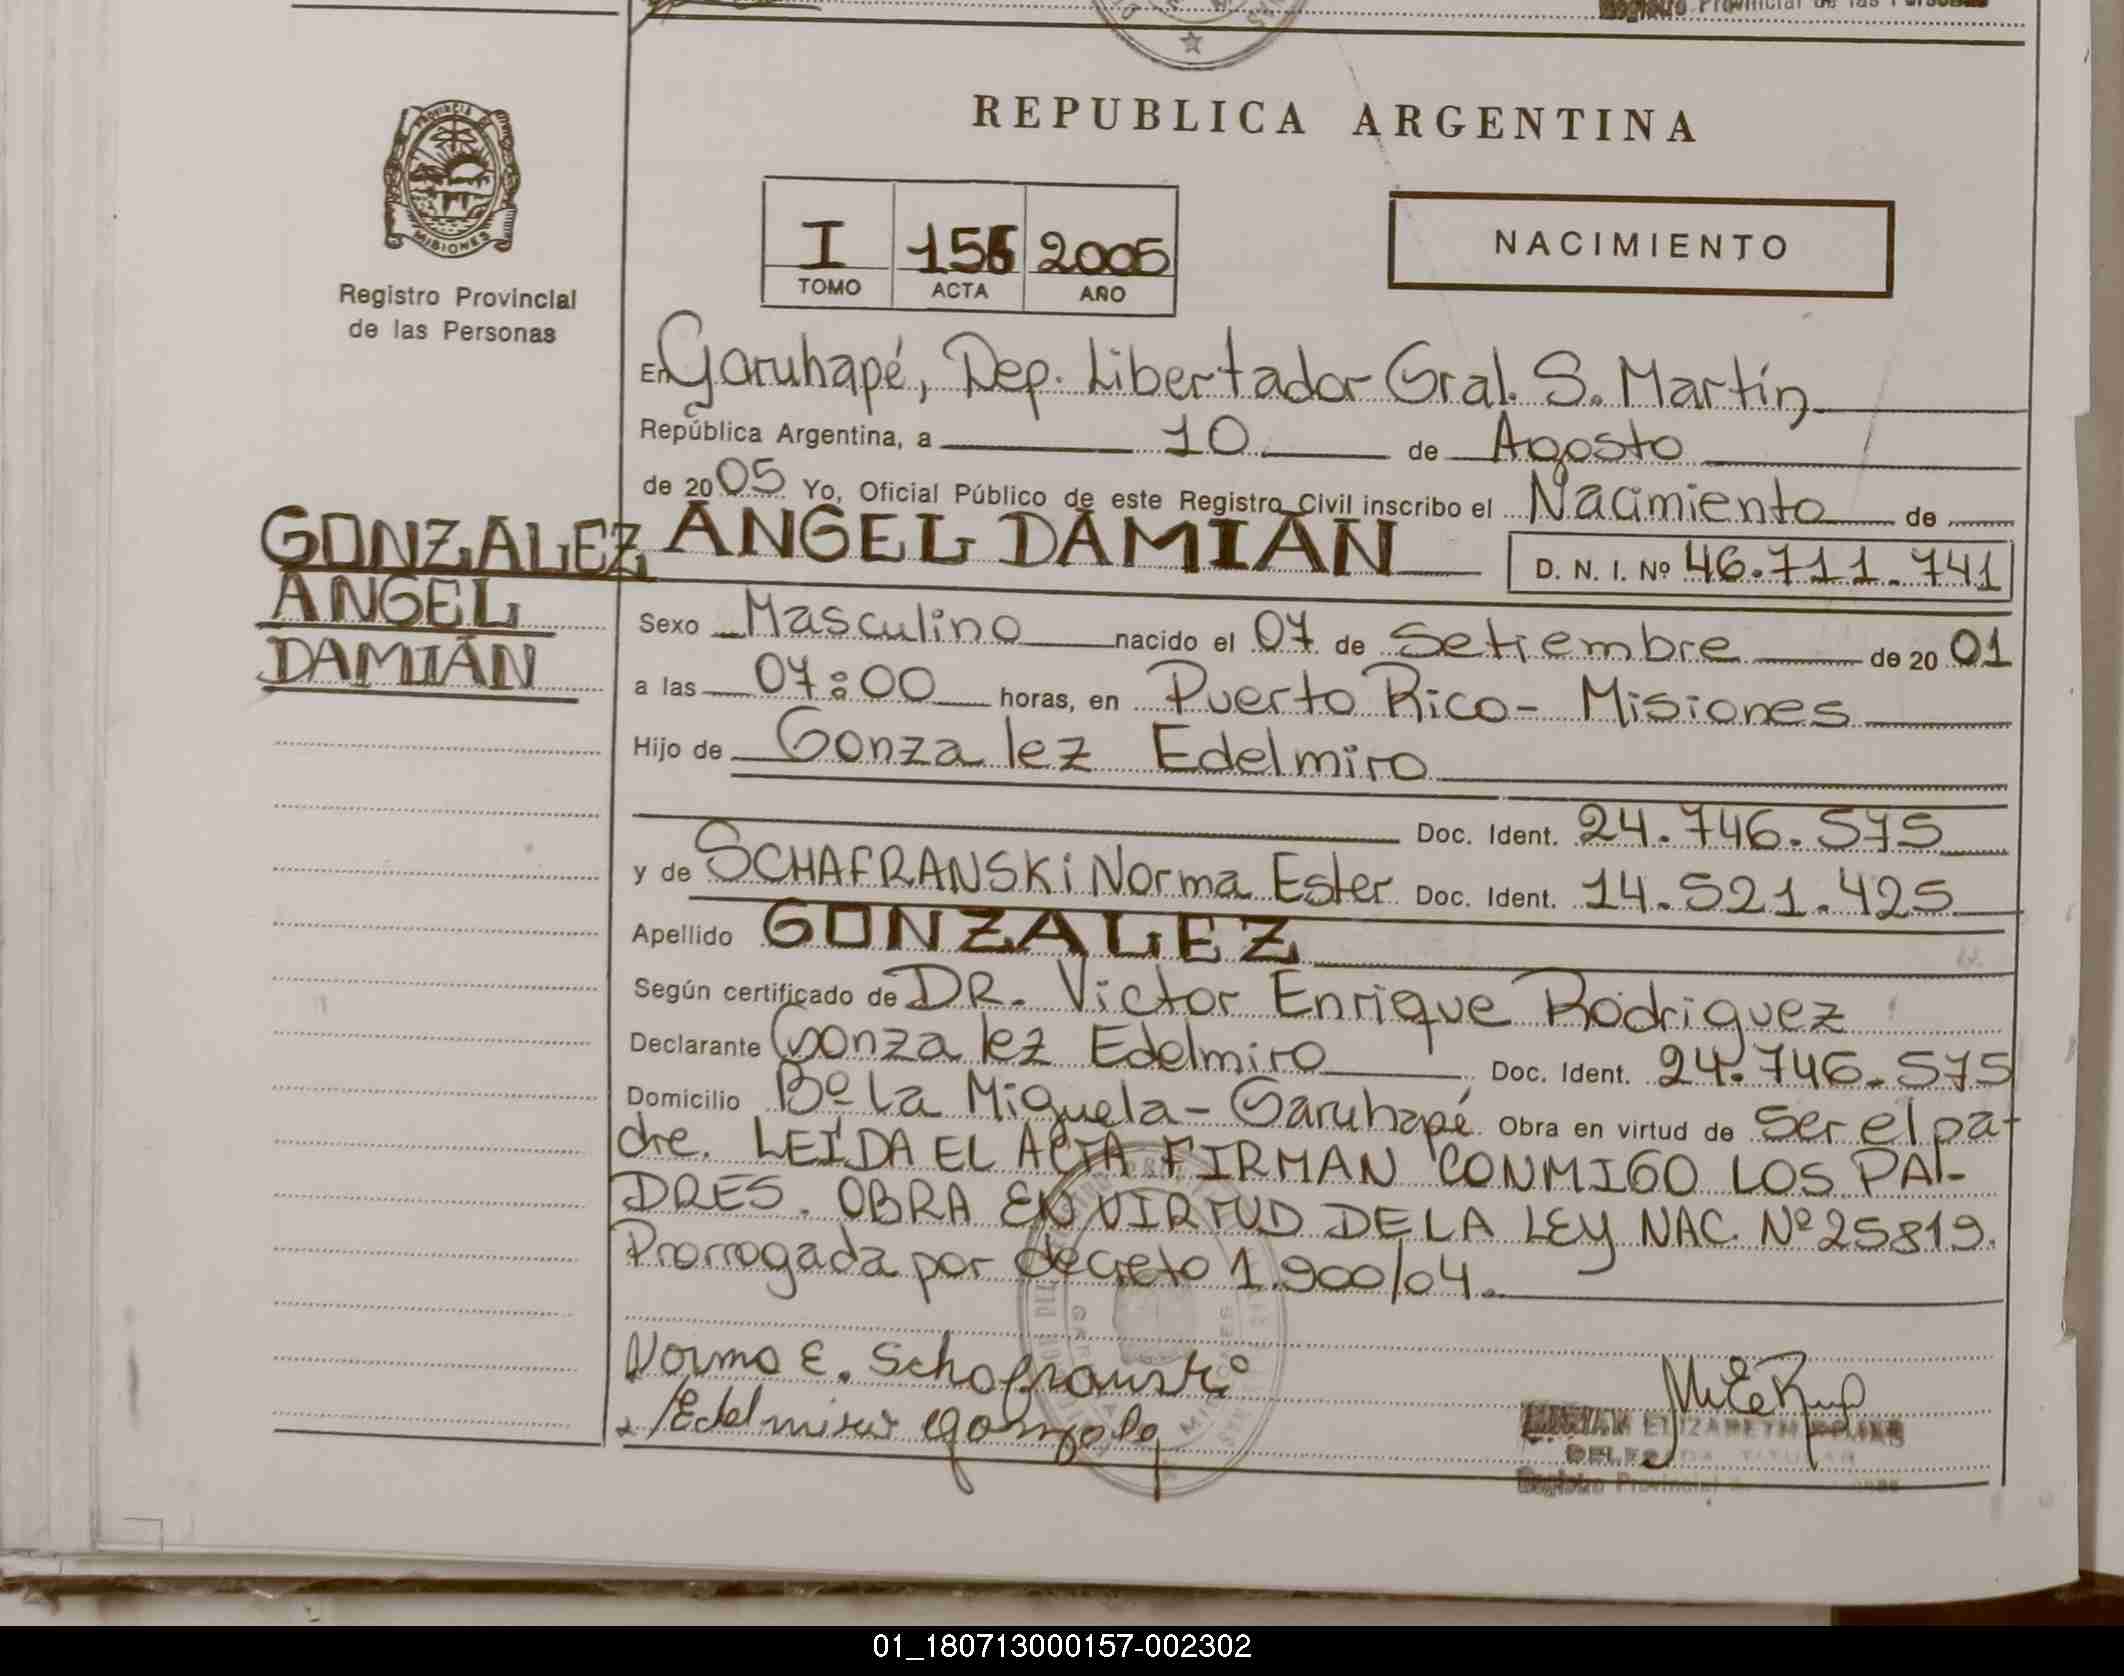 REPUBLICA ARGENTINA
PROVINCIA DE
MISIONES
Registro Provincial
de las Personas
I 2005
TOMO ACTA AÑO
NACIMIENTO
En Garuhapé, Dep. Libertador Gral. S. Martín
República Argentina, a 10 de Agosto
de 2005 Yo, Oficial Público de este Registro Civil inscribo el Nacimiento de
GONZALEZ
ANGEL
DAMIÁN
ANGEL DAMIÁN D. N. I. Nº 46.711.741
Sexo Masculino nacido el 07 de Setiembre de 2001
a las 07:00 horas, en Puerto Rico - Misiones
Hijo de Gonzalez Edelmiro
Doc. Ident. 24.746.575
y de SCHAFRANSKi Norma Ester Doc. Ident. 14.521.425
Apellido GONZALEZ
Según certificado de DR. Victor Enrique Rodriguez
Declarante Gonzalez Edelmiro Doc. Ident. 24.746.575
Domicilio Bº La Miguela - Garuhapé Obra en virtud de ser el pa-
dre. LEÍDA EL ACTA FIRMAN CONMIGO LOS PA-
DRES. OBRA EN VIRTUD DE LA LEY NAC. Nº 25819.
Prorrogada por decreto 1.900/04.
Norma E. Schafranski
Edelmiro Gonzalez
ELIZABETH
Registro Provincial
01_180713000157-002302